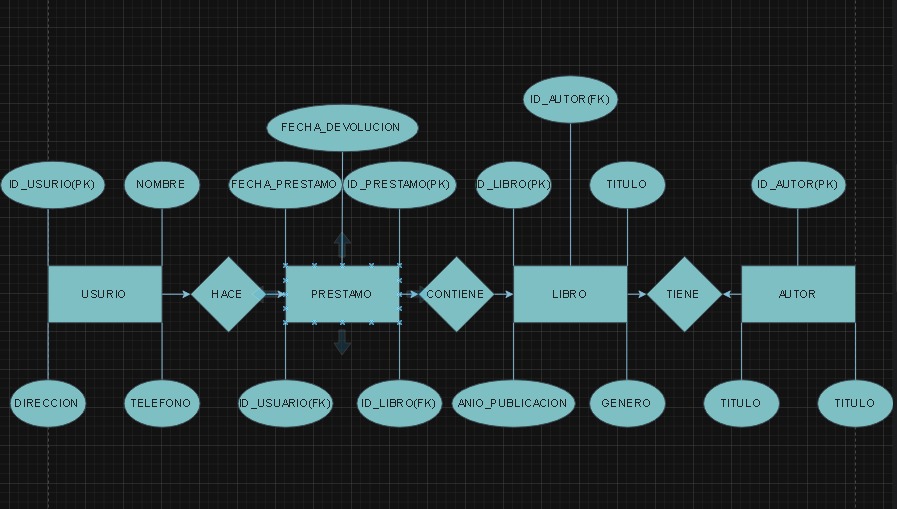 ID_AUTOR(FK)
FECHA_DEVOLUCION
ID_USURIO(PK)
NOMBRE
FECHA_PRESTAMO
ID_PRESTAMO(PK)
D_LIBRO(PK)
TITULO
ID_AUTOR(PK)
USURIO
HACE
PRESTAMO
CONTIENE
LIBRO
TIENE
AUTOR
DIRECCION
TELEFONO
ID_USUARIO(FK)
ID_LIBRO(FK)
ANIO_PUBLICACION
GENERO
TITULO
TITULO